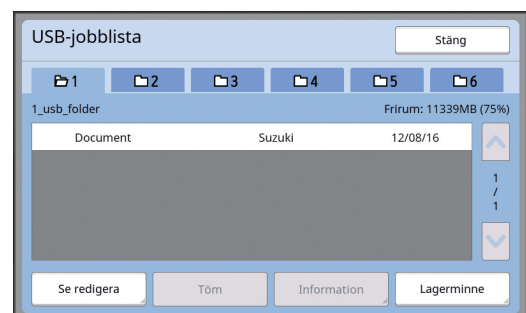 USB-jobblista
Stäng
1 2 3 4 5 6
1_usb_folder Frirum: 11339MB (75%)
Document Suzuki 12/08/16
1
/
1
Se redigera Töm Information Lagerminne